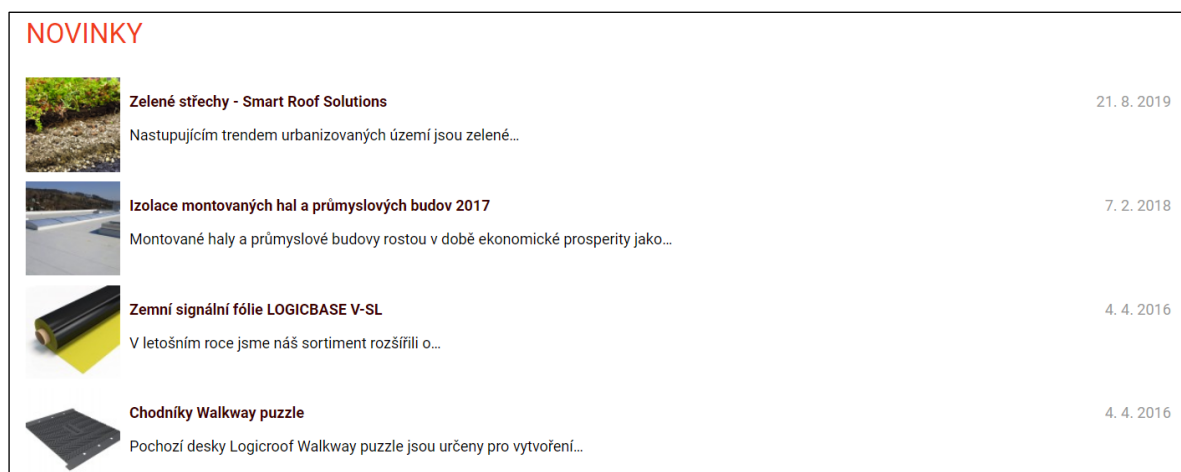 NOVINKY
Zelené střechy - Smart Roof Solutions
21. 8. 2019
Nastupujícím trendem urbanizovaných území jsou zelené…
Izolace montovaných hal a průmyslových budov 2017
7. 2. 2018
Montované haly a průmyslové budovy rostou v době ekonomické prosperity jako…
Zemní signální fólie LOGICBASE V-SL
4. 4. 2016
V letošním roce jsme náš sortiment rozšířili o…
Chodníky Walkway puzzle
4. 4. 2016
Pochozí desky Logicroof Walkway puzzle jsou určeny pro vytvoření…